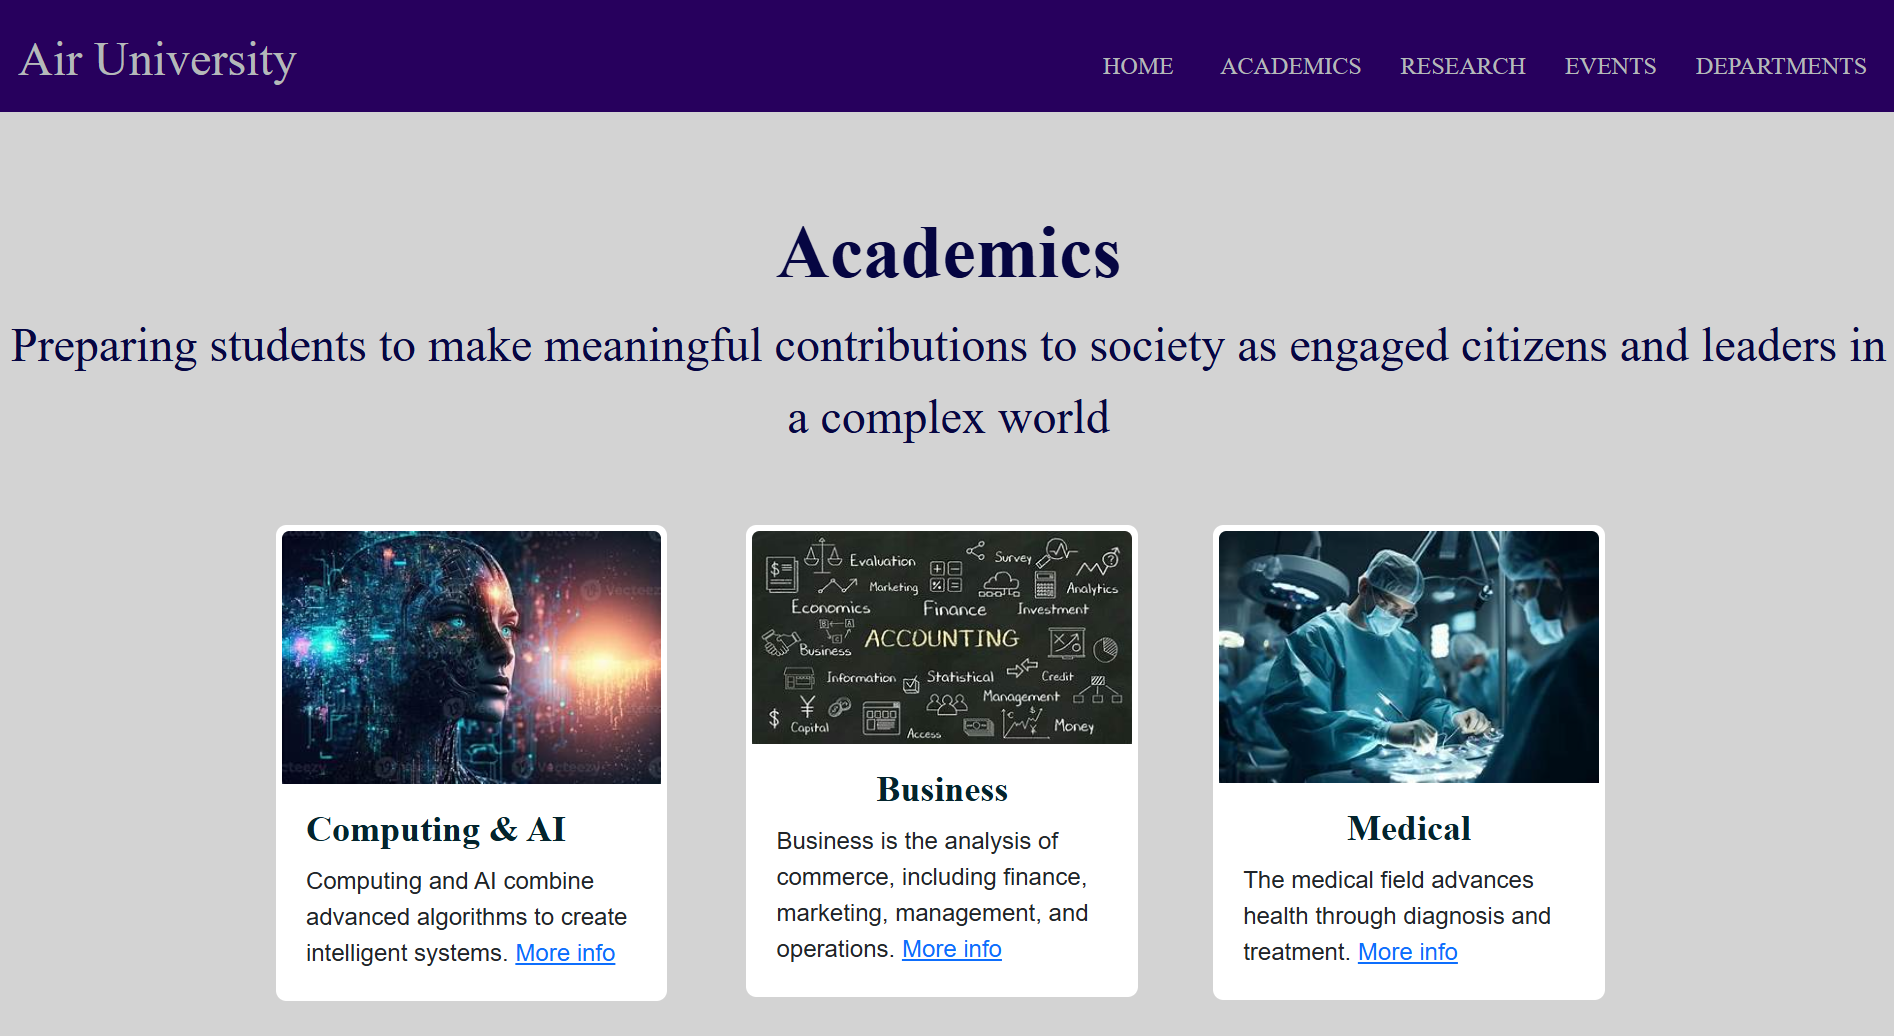 Air University
HOME ACADEMICS RESEARCH EVENTS DEPARTMENTS
Academics
Preparing students to make meaningful contributions to society as engaged citizens and leaders in
a complex world
Vecteezy
Vecteezy
Evaluation
Survey
Marketing
Analytics
Economics
Finance
Investment
ACCOUNTING
Business
Information
Statistical
Credit
Management
Capital
Access
Money
Computing & AI
Computing and AI combine
advanced algorithms to create
intelligent systems. More info
Business
Business is the analysis of
commerce, including finance,
marketing, management, and
operations. More info
Medical
The medical field advances
health through diagnosis and
treatment. More info